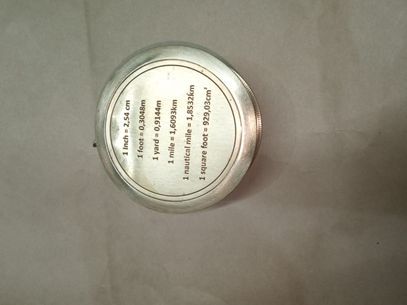 1 Inch = 2,54 cm
1 foot = 0,3048m
1 yard = 0,9144m
1 mile = 1,6093km
1 nautical mile = 1,8532km
1 square foot = 929,03cm²